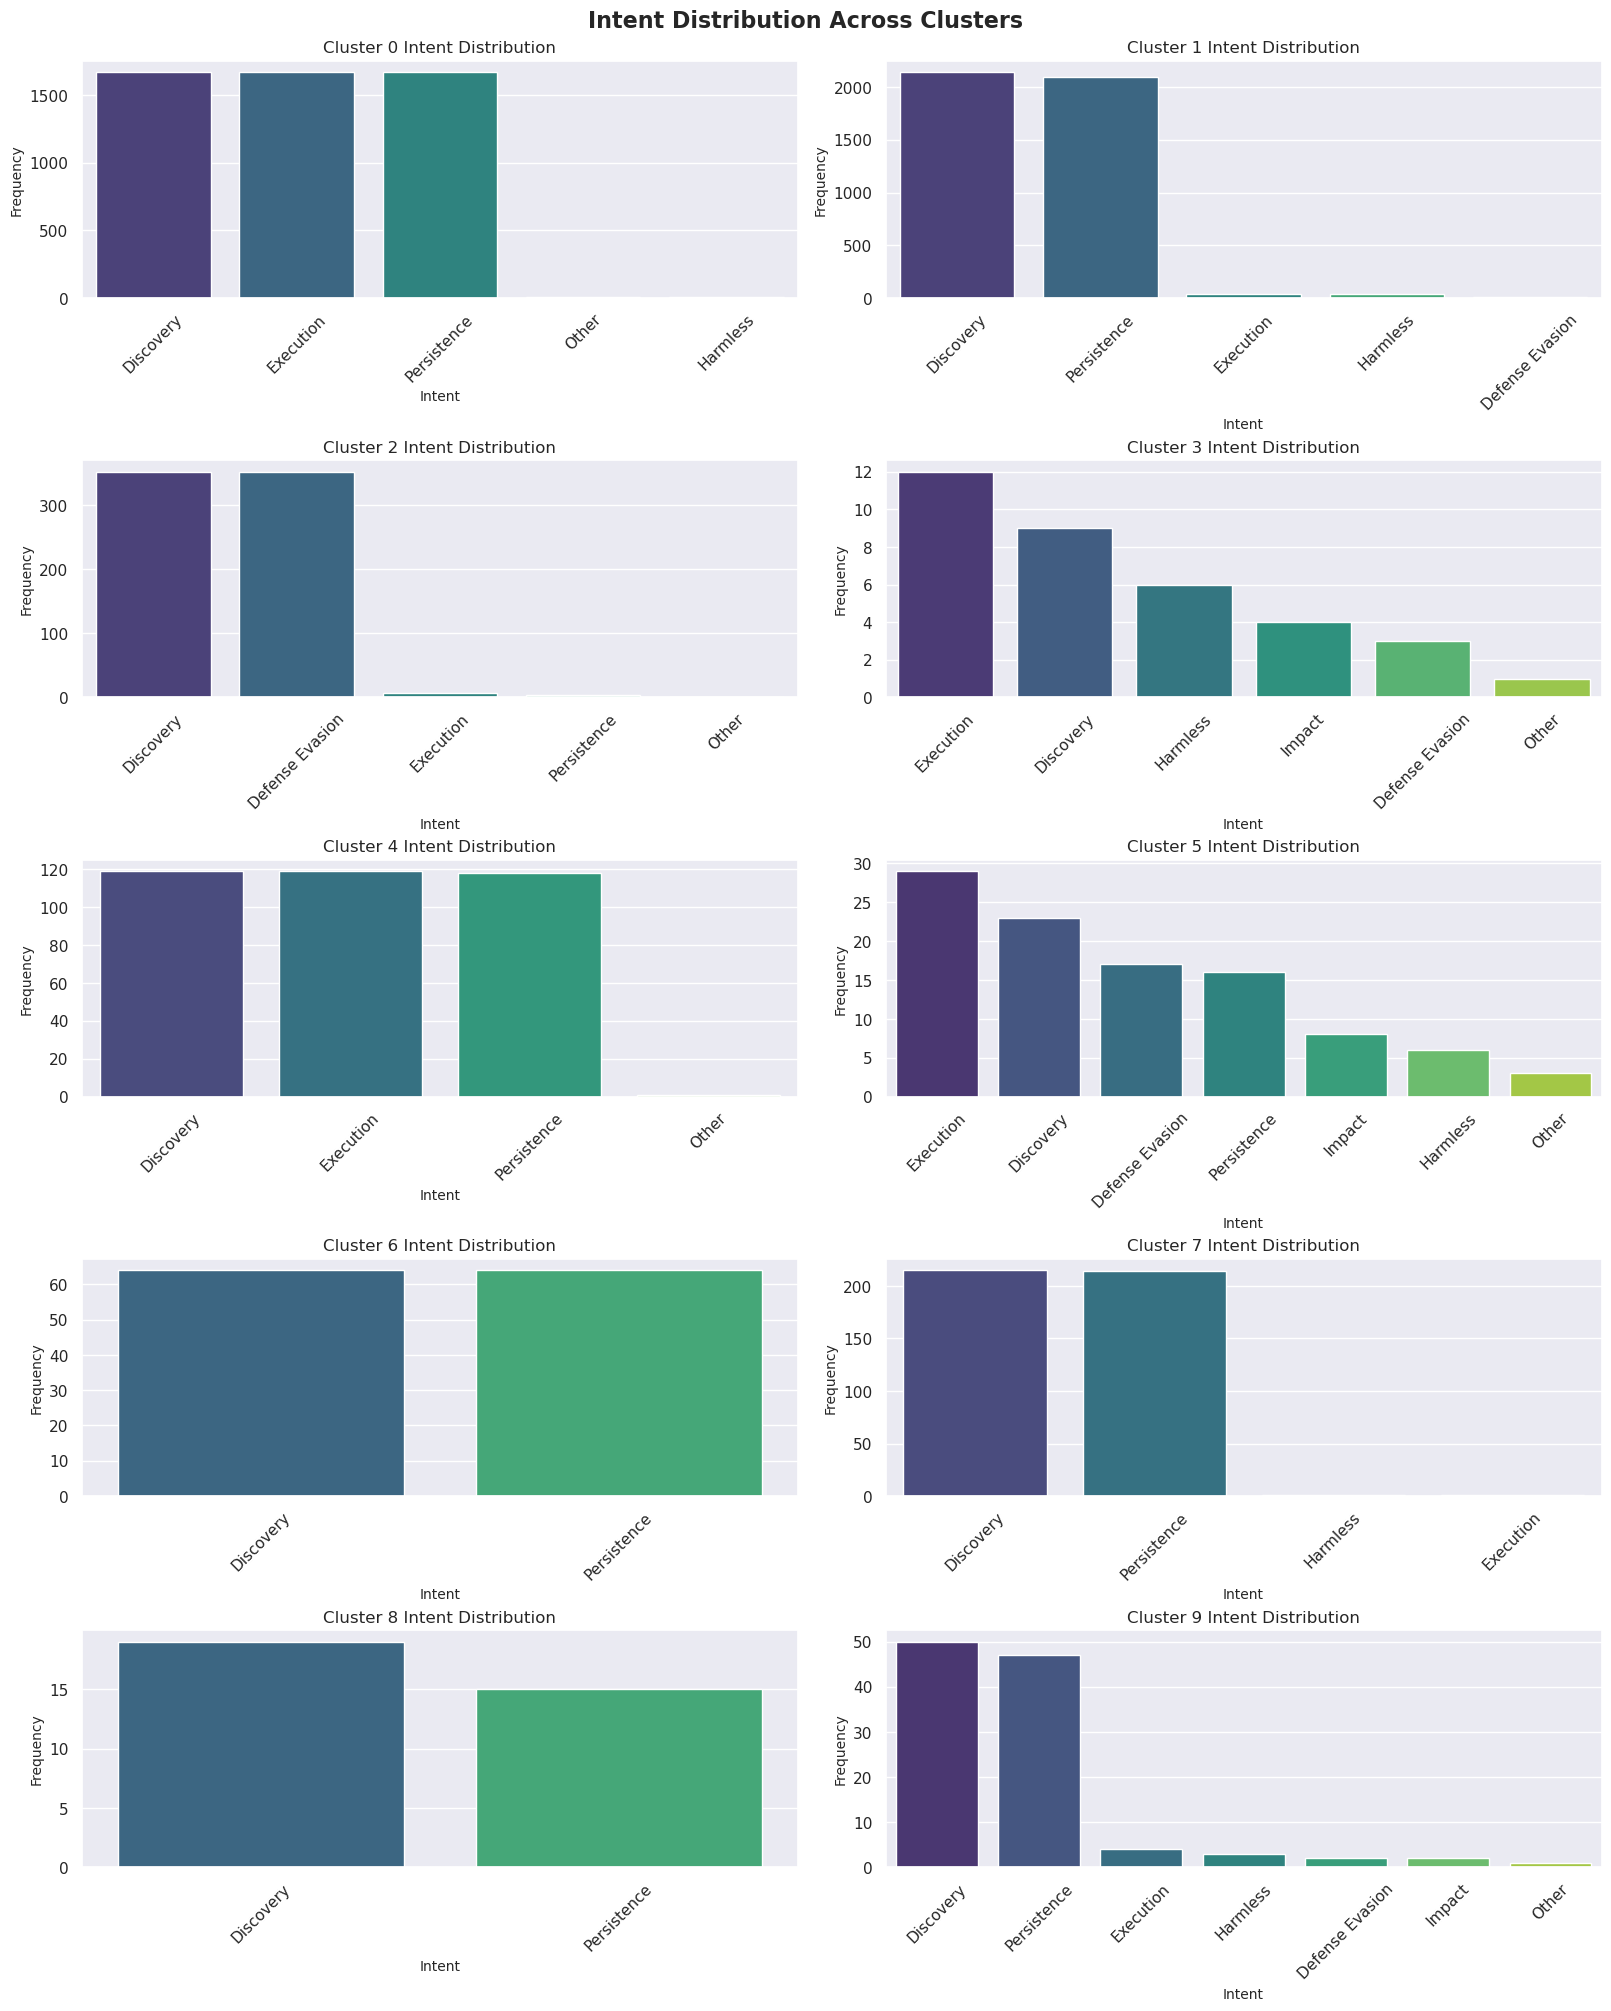 Intent Distribution Across Clusters
Cluster 0 Intent Distribution
Frequency
1500
1000
500
0
Discovery
Execution
Persistence
Other
Harmless
Intent
Cluster 1 Intent Distribution
Frequency
2000
1500
1000
500
0
Discovery
Persistence
Execution
Harmless
Defense Evasion
Intent
Cluster 2 Intent Distribution
Frequency
300
200
100
0
Discovery
Defense Evasion
Execution
Persistence
Other
Intent
Cluster 3 Intent Distribution
Frequency
12
10
8
6
4
2
0
Execution
Discovery
Harmless
Impact
Defense Evasion
Other
Intent
Cluster 4 Intent Distribution
Frequency
120
100
80
60
40
20
0
Discovery
Execution
Persistence
Other
Intent
Cluster 5 Intent Distribution
Frequency
30
25
20
15
10
5
0
Execution
Discovery
Defense Evasion
Persistence
Impact
Harmless
Other
Intent
Cluster 6 Intent Distribution
Frequency
60
50
40
30
20
10
0
Discovery
Persistence
Intent
Cluster 7 Intent Distribution
Frequency
200
150
100
50
0
Discovery
Persistence
Harmless
Execution
Intent
Cluster 8 Intent Distribution
Frequency
15
10
5
0
Discovery
Persistence
Intent
Cluster 9 Intent Distribution
Frequency
50
40
30
20
10
0
Discovery
Persistence
Execution
Harmless
Defense Evasion
Impact
Other
Intent